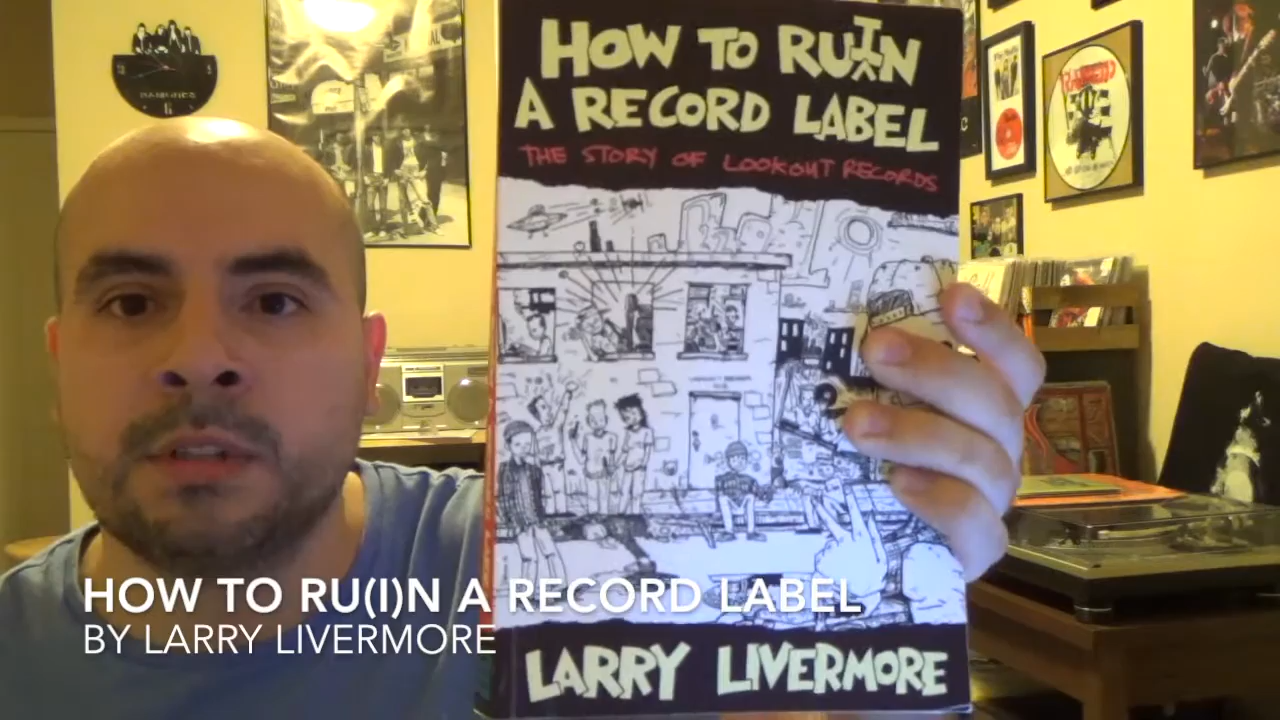 HOW TO RUIN
A RECORD LABEL
THE STORY OF LOOKOUT RECORDS
HOW TO RU(I)N A RECORD LABEL
BY LARRY LIVERMORE
LARRY LIVERMORE